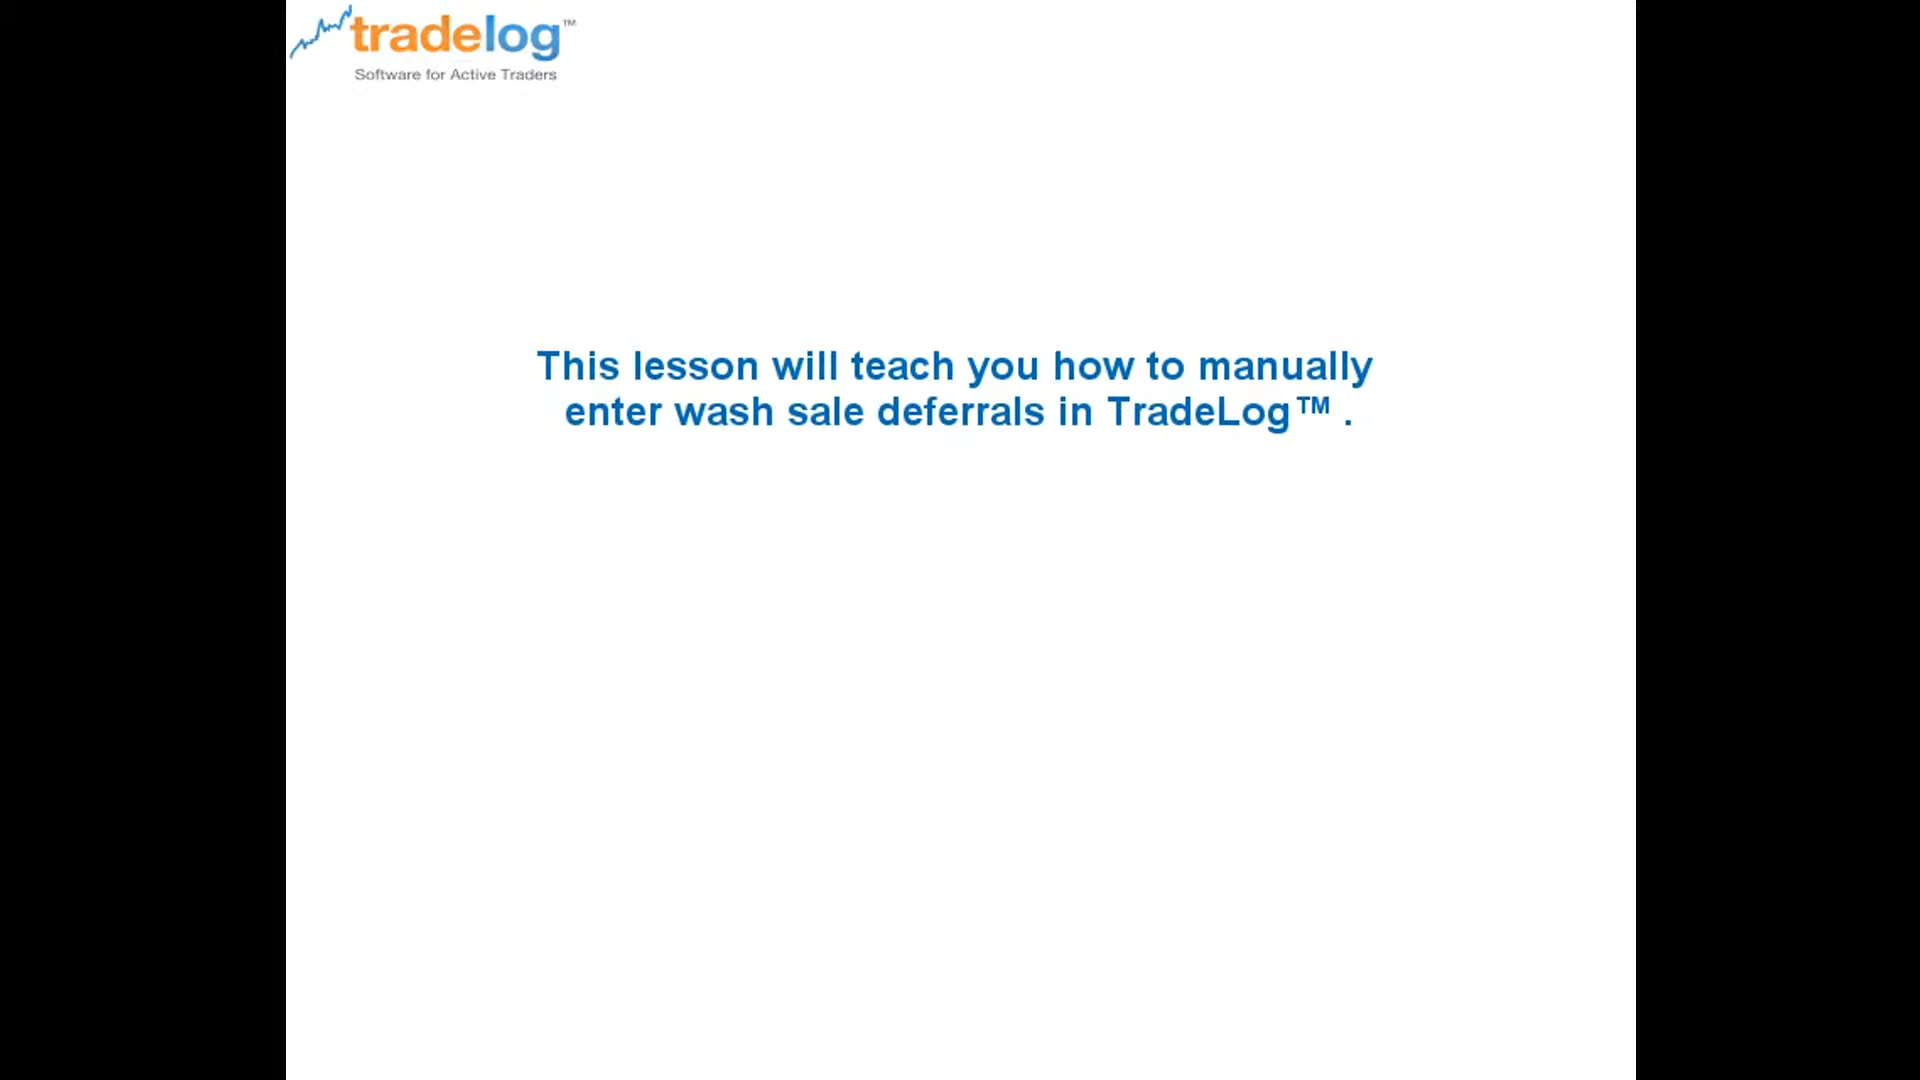 tradelog™
Software for Active Traders
This lesson will teach you how to manually
enter wash sale deferrals in TradeLog™ .